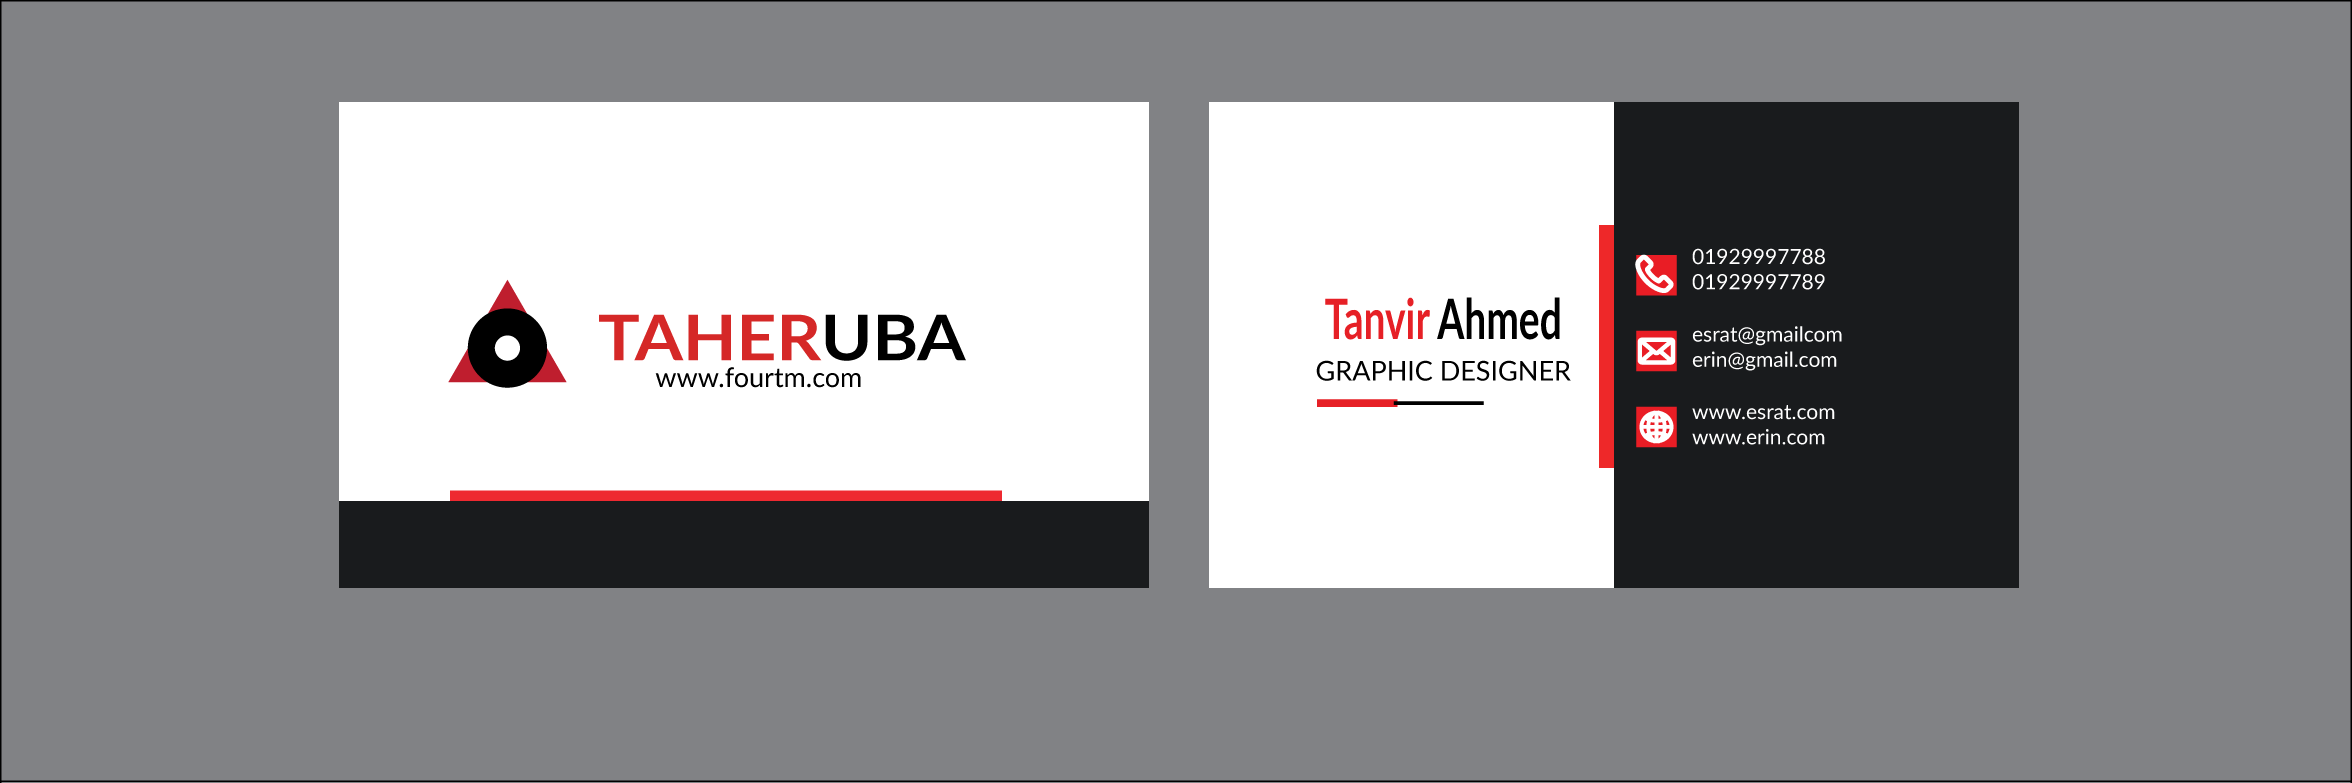 TAHERUBA
www.fourtm.com
Tanvir Ahmed
GRAPHIC DESIGNER
01929997788
01929997789
esrat@gmailcom
erin@gmail.com
www.esrat.com
www.erin.com